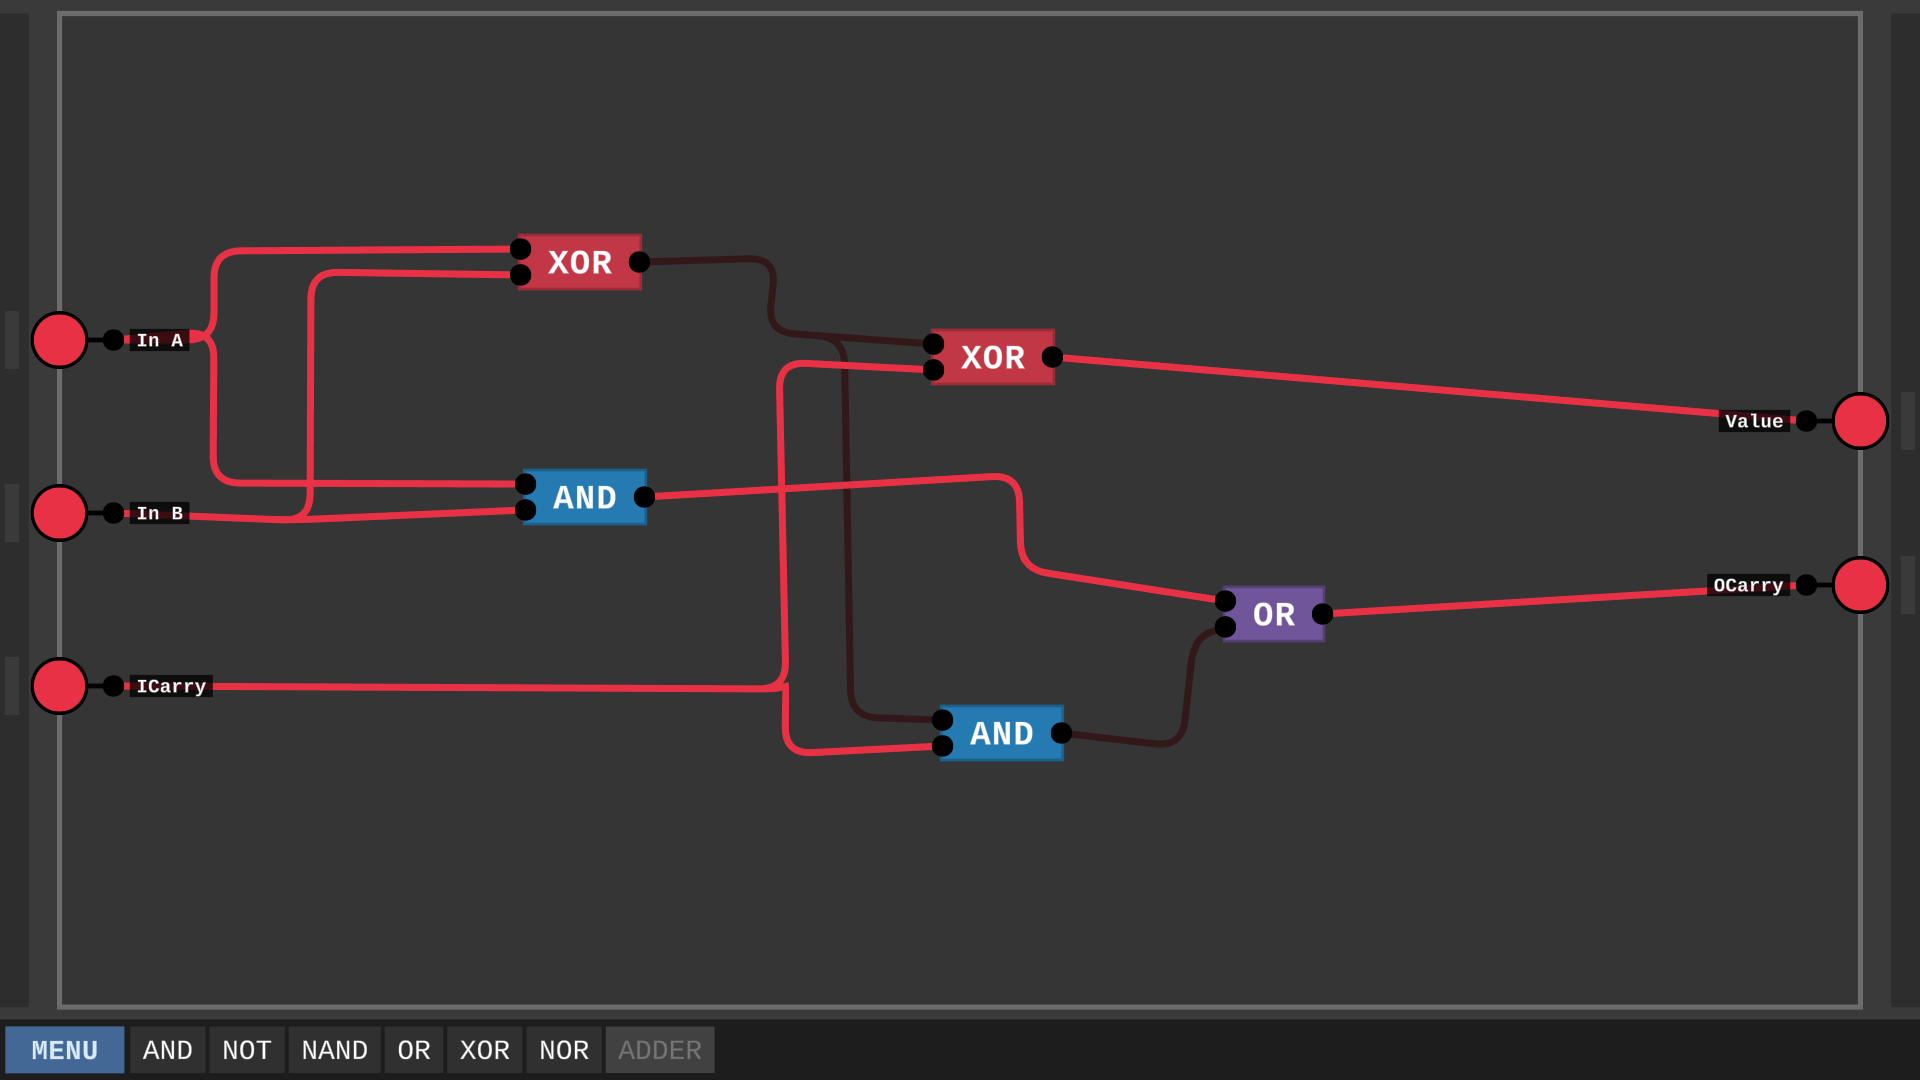 XOR
In A
XOR
Value
AND
In B
OCarry
OR
ICarry
AND
MENU AND NOT NAND OR XOR NOR ADDER